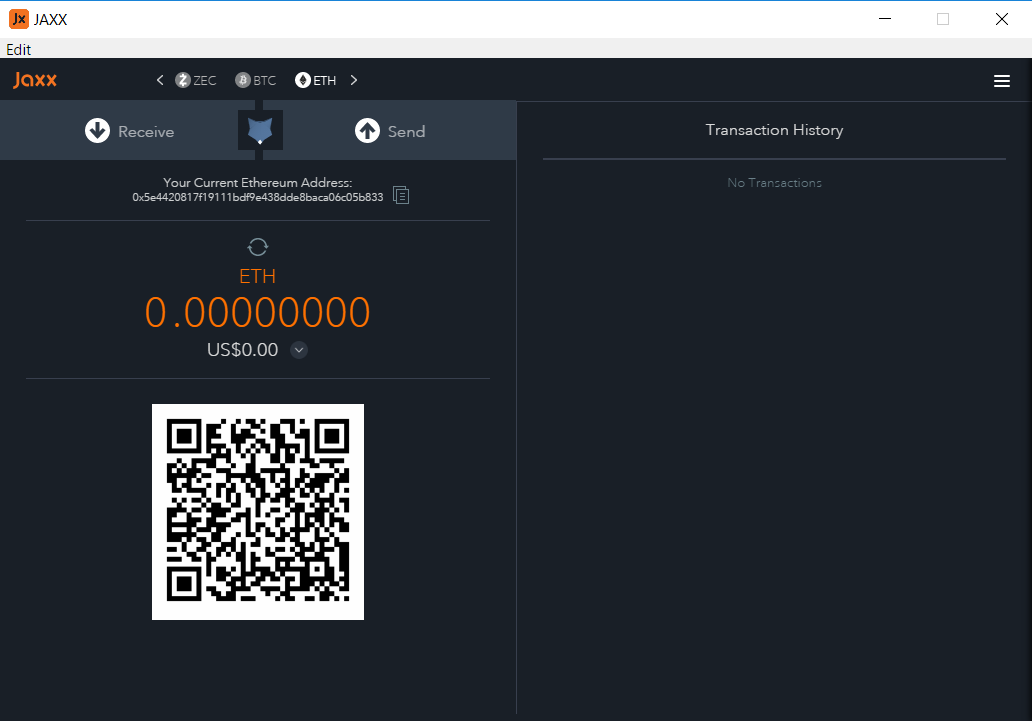 Jx JAXX
Edit
Jaxx
ZEC BTC ETH
Receive
Send
Your Current Ethereum Address:
0x5e4420817f19111bdf9e438dde8baca06c05b833
ETH
0.00000000
US$0.00
Transaction History
No Transactions